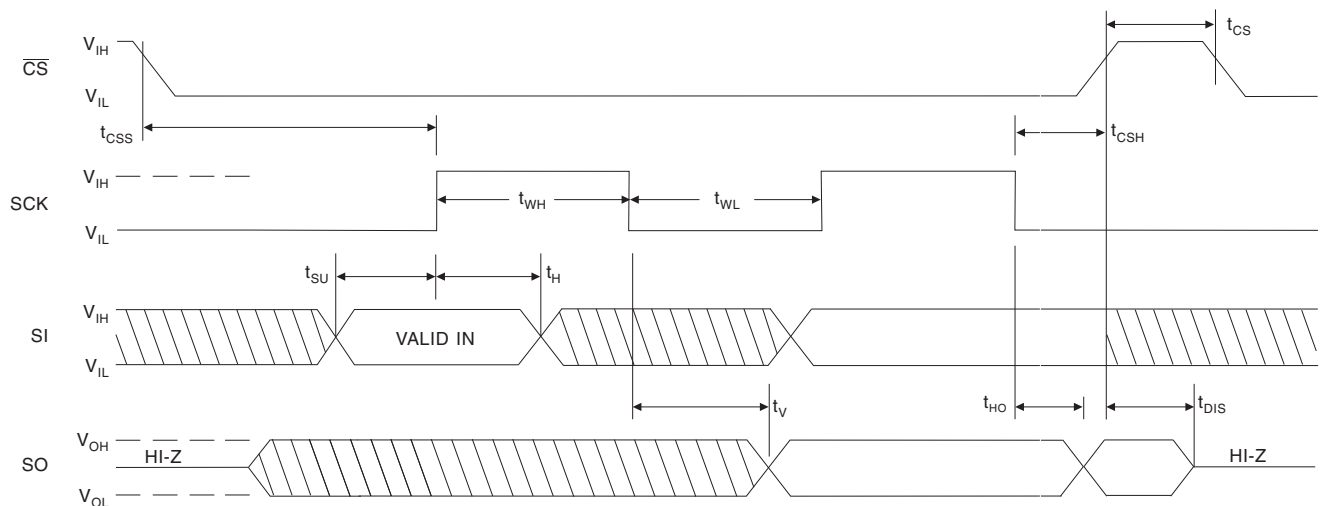 V_IH
t_CS
C̅S̅
V_IL
t_CSS
t_CSH
V_IH
SCK
t_WH
t_WL
V_IL
t_SU
t_H
V_IH
SI
VALID IN
V_IL
t_V
t_HO
t_DIS
V_OH
SO
HI-Z
HI-Z
V_OL